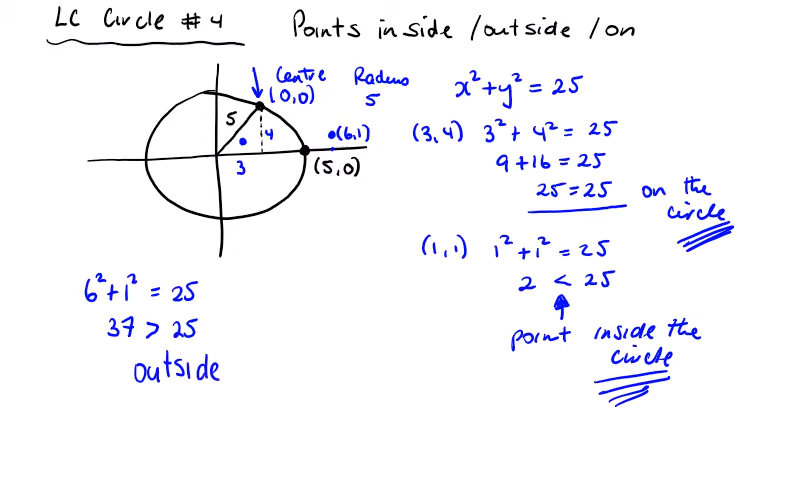 LC Circle # 4 Points inside / outside / on
Centre Radius
(0,0) 5
x² + y² = 25
5
4
•(6,1)
3
(5,0)
(3,4) 3² + 4² = 25
9 + 16 = 25
25 = 25 on the
circle
(1,1) 1² + 1² = 25
2 < 25
point inside the
circle
6² + 1² = 25
37 > 25
outside